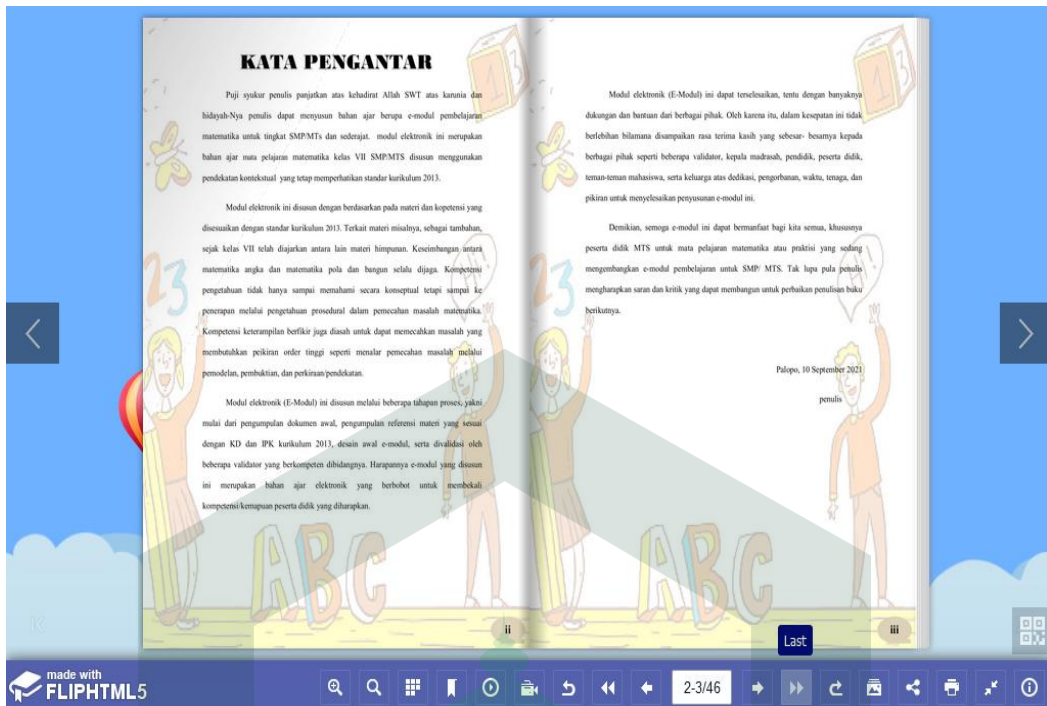 KATA PENGANTAR
Puji syukur penulis panjatkan atas kehadirat Allah SWT atas karunia dan
hidayah-Nya penulis dapat menyusun bahan ajar berupa e-modul pembelajaran
matematika untuk tingkat SMP/MTs dan sederajat. modul elektronik ini merupakan
bahan ajar mata pelajaran matematika kelas VII SMP/MTS disusun menggunakan
pendekatan kontekstual yang tetap memperhatikan standar kurikulum 2013.
Modul elektronik ini disusun dengan berdasarkan pada materi dan kopetensi yang
disesuaikan dengan standar kurikulum 2013. Terkait materi misalnya, sebagai tambahan,
sejak kelas VII telah diajarkan antara lain materi himpunan. Keseimbangan antara
matematika angka dan matematika pola dan bangun selalu dijaga. Kompetensi
pengetahuan tidak hanya sampai memahami secara konseptual tetapi sampai ke
penerapan melalui pengetahuan prosedural dalam pemecahan masalah matematika.
Kompetensi keterampilan berfikir juga diasah untuk dapat memecahkan masalah yang
membutuhkan peikiran order tinggi seperti menalar pemecahan masalah melalui
pemodelan, pembuktian, dan perkiraan/pendekatan.
Modul elektronik (E-Modul) ini disusun melalui beberapa tahapan proses, yakni
mulai dari pengumpulan dokumen awal, pengumpulan referensi materi yang sesuai
dengan KD dan IPK kurikulum 2013, desain awal e-modul, serta divalidasi oleh
beberapa validator yang berkompeten dibidangnya. Harapannya e-modul yang disusun
ini merupakan bahan ajar elektronik yang berbobot untuk membekali
kompetensi/kemapuan peserta didik yang diharapkan.
ABC
ii
Modul elektronik (E-Modul) ini dapat terselesaikan, tentu dengan banyaknya
dukungan dan bantuan dari berbagai pihak. Oleh karena itu, dalam kesepatan ini tidak
berlebihan bilamana disampaikan rasa terima kasih yang sebesar- besarnya kepada
berbagai pihak seperti beberapa validator, kepala madrasah, pendidik, peserta didik,
teman-teman mahasiswa, serta keluarga atas dedikasi, pengorbanan, waktu, tenaga, dan
pikiran untuk menyelesaikan penyusunan e-modul ini.
Demikian, semoga e-modul ini dapat bermanfaat bagi kita semua, khususnya
peserta didik MTS untuk mata pelajaran matematika atau praktisi yang sedang
mengembangkan e-modul pembelajaran untuk SMP/ MTS. Tak lupa pula penulis
mengharapkan saran dan kritik yang dapat membangun untuk perbaikan penulisan buku
berikutnya.
Palopo, 10 September 2021
penulis
ABC
iii
Last
made with
FLIPHTML5
2-3/46